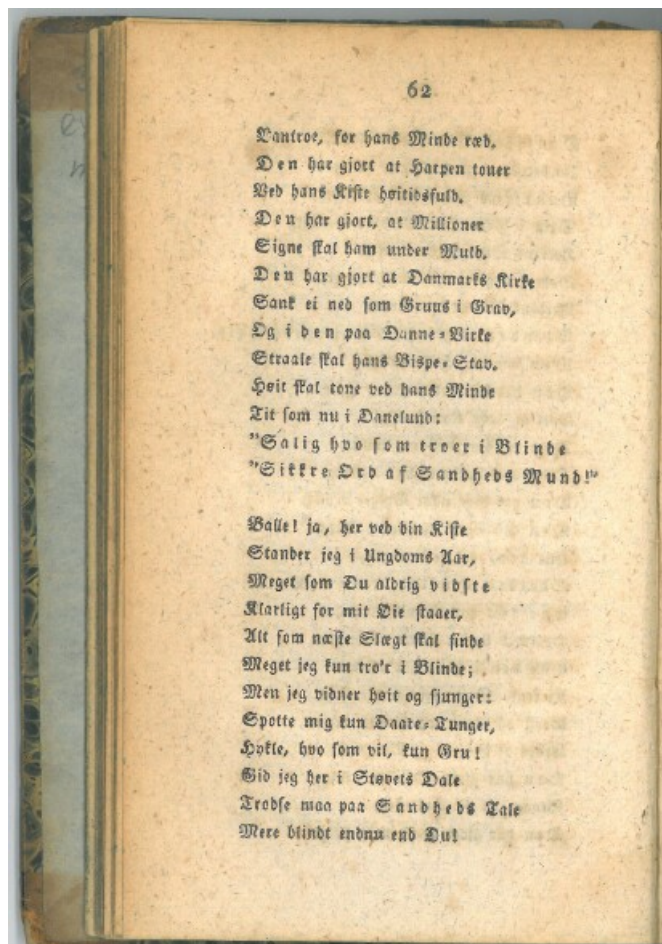 62
Vantroe, for hans Minde ræd.
Den har gjort at Harpen toner
Ved hans Kiste høitidsfuld.
Den har gjort, at Millioner
Signe skal ham under Muld.
Den har gjort at Danmarks Kirke
Sank ei ned som Gruus i Grav,
Og i den paa Danne-Virke
Straale skal hans Bispe-Stav.
Høit skal tone ved hans Minde
Tit som nu i Danelund:
"Salig hvo som troer i Blinde
"Sikkre Ord af Sandheds Mund!"
Balle! ja, her ved din Kiste
Stander jeg i Ungdoms Aar,
Meget som Du aldrig vidste
Klarligt for mit Øie staaer,
Alt som næste Slægt skal finde
Meget jeg kun tro'r i Blinde;
Men jeg vidner høit og sjunger:
Spotte mig kun Daare-Tunger,
Hykle, hvo som vil, kun Gru!
Gid jeg her i Støvets Dale
Trodse maa paa Sandheds Tale
Mere blindt endnu end Du!